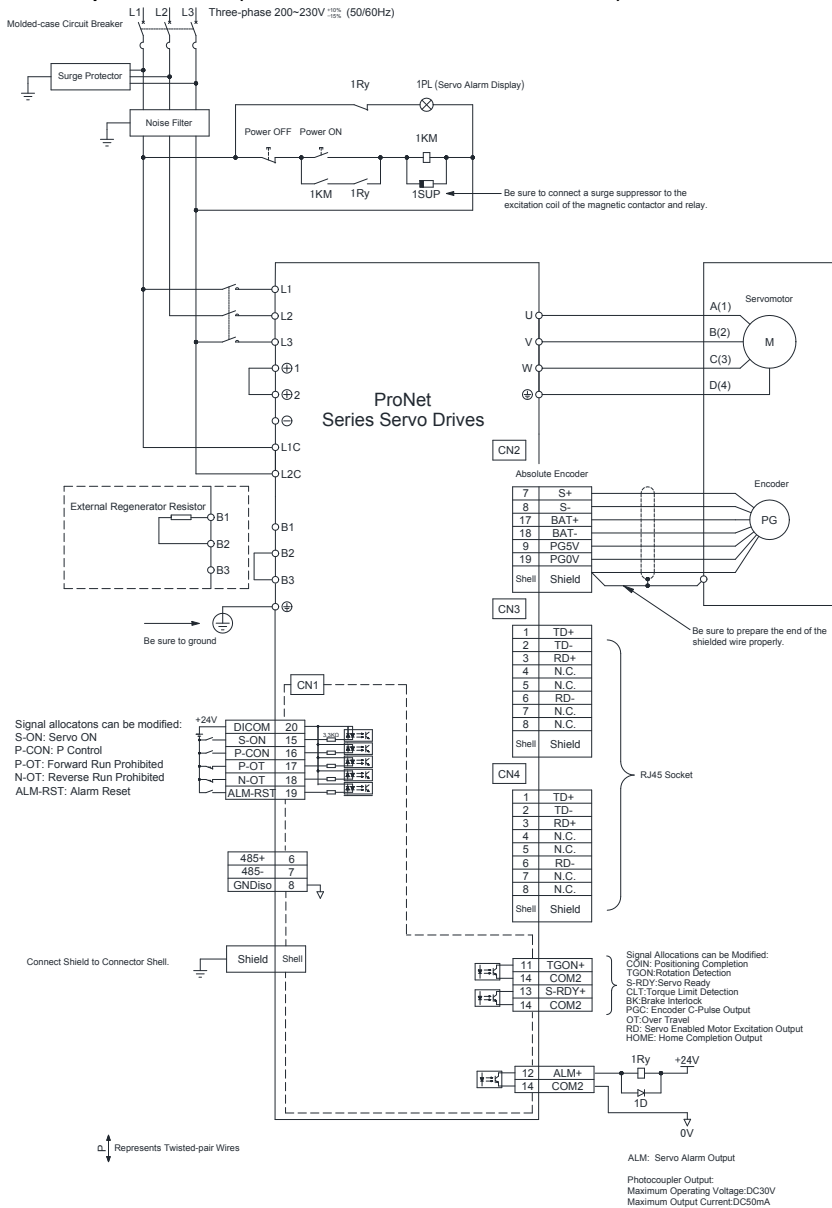 L1 L2 L3 Three-phase 200~230V +10% -15% (50/60Hz)
Molded-case Circuit Breaker
Surge Protector
Noise Filter
1Ry
1PL (Servo Alarm Display)
Power OFF Power ON
1KM
1KM 1Ry 1SUP
Be sure to connect a surge suppressor to the
excitation coil of the magnetic contactor and relay.
L1
L2
L3
1
2
L1C
L2C
ProNet
Series Servo Drives
U
V
W
A(1)
B(2)
C(3)
D(4)
Servomotor
M
External Regenerator Resistor
B1
B2
B3
B1
B2
B3
Be sure to ground
CN2
Absolute Encoder
7 S+
8 S-
17 BAT+
18 BAT-
9 PG5V
19 PG0V
Shell Shield
Encoder
PG
Be sure to prepare the end of the
shielded wire properly.
CN3
1 TD+
2 TD-
3 RD+
4 N.C.
5 N.C.
6 RD-
7 N.C.
8 N.C.
Shell Shield
CN4
1 TD+
2 TD-
3 RD+
4 N.C.
5 N.C.
6 RD-
7 N.C.
8 N.C.
Shell Shield
RJ45 Socket
CN1
Signal allocatons can be modified:
S-ON: Servo ON
P-CON: P Control
P-OT: Forward Run Prohibited
N-OT: Reverse Run Prohibited
ALM-RST: Alarm Reset
+24V
DICOM 20
S-ON 15
P-CON 16
P-OT 17
N-OT 18
ALM-RST 19
3.3KΩ
485+ 6
485- 7
GNDiso 8
Connect Shield to Connector Shell.
Shield Shell
11 TGON+
14 COM2
13 S-RDY+
14 COM2
Signal Allocations can be Modified:
COIN: Positioning Completion
TGON:Rotation Detection
S-RDY:Servo Ready
CLT:Torque Limit Detection
BK:Brake Interlock
PGC: Encoder C-Pulse Output
OT:Over Travel
RD: Servo Enabled Motor Excitation Output
HOME: Home Completion Output
12 ALM+
14 COM2
1Ry
+24V
1D
0V
P Represents Twisted-pair Wires
ALM: Servo Alarm Output
Photocoupler Output:
Maximum Operating Voltage:DC30V
Maximum Output Current:DC50mA